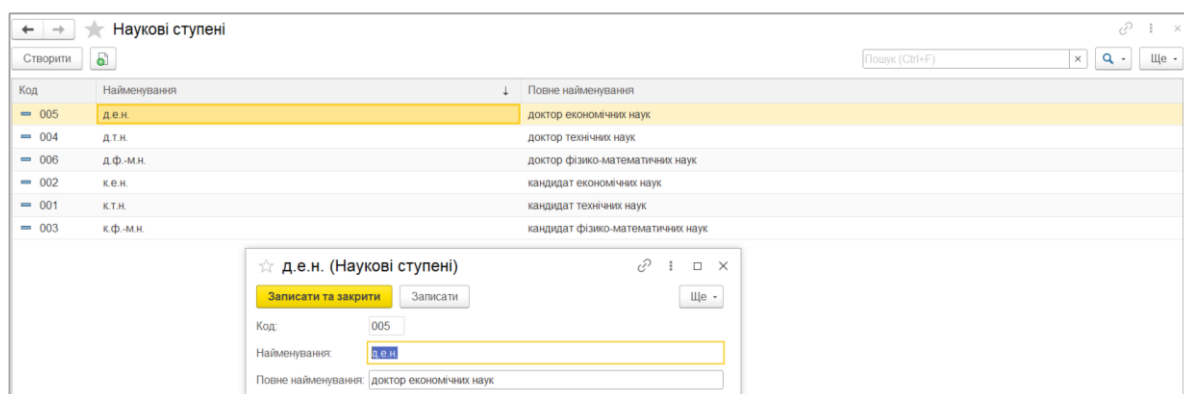 Наукові ступені
Створити Пошук (Ctrl+F) Ще
Код Найменування Повне найменування
005 д.е.н. доктор економічних наук
004 д.т.н. доктор технічних наук
006 д.ф.-м.н. доктор фізико-математичних наук
002 к.е.н. кандидат економічних наук
001 к.т.н. кандидат технічних наук
003 к.ф.-м.н. кандидат фізико-математичних наук
д.е.н. (Наукові ступені)
Записати та закрити Записати Ще
Код: 005
Найменування: д.е.н.
Повне найменування: доктор економічних наук